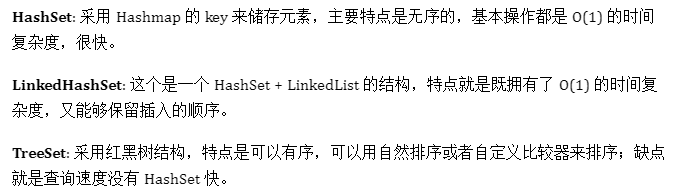 HashSet: 采用 Hashmap 的 key 来储存元素，主要特点是无序的，基本操作都是 O(1) 的时间
复杂度，很快。
LinkedHashSet: 这个是一个 HashSet + LinkedList 的结构，特点就是既拥有了 O(1) 的时间复
杂度，又能够保留插入的顺序。
TreeSet: 采用红黑树结构，特点是可以有序，可以用自然排序或者自定义比较器来排序；缺点
就是查询速度没有 HashSet 快。